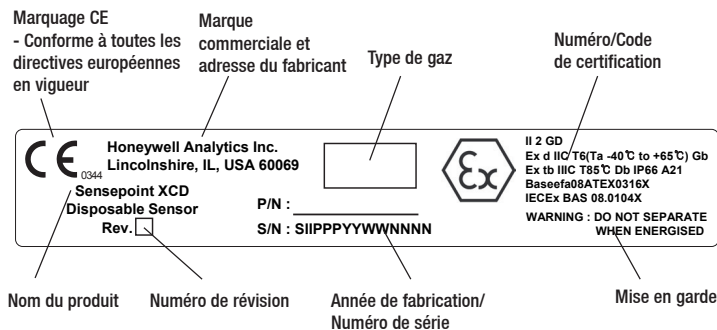 Marquage CE
- Conforme à toutes les
directives européennes
en vigueur
Marque
commerciale et
adresse du fabricant
Type de gaz
Numéro/Code
de certification
CE 0344
Honeywell Analytics Inc.
Lincolnshire, IL, USA 60069
Sensepoint XCD
Disposable Sensor
Rev.
P/N :
S/N : SIIPPPYYWWNNNN
Ex
II 2 GD
Ex d IIC T6(Ta -40℃ to +65℃) Gb
Ex tb IIIC T85℃ Db IP66 A21
Baseefa08ATEX0316X
IECEx BAS 08.0104X
WARNING : DO NOT SEPARATE
WHEN ENERGISED
Nom du produit
Numéro de révision
Année de fabrication/
Numéro de série
Mise en garde